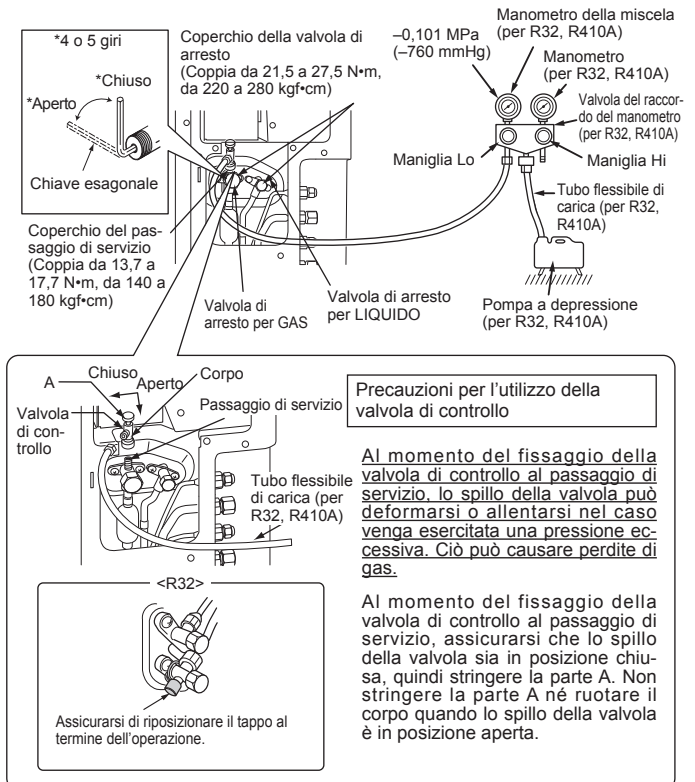 *4 o 5 giri
*Chiuso
*Aperto
Chiave esagonale
Coperchio della valvola di
arresto
(Coppia da 21,5 a 27,5 N•m,
da 220 a 280 kgf•cm)
–0,101 MPa
(–760 mmHg)
Manometro della miscela
(per R32, R410A)
Manometro
(per R32, R410A)
Valvola del raccor-
do del manometro
(per R32, R410A)
Maniglia Lo
Maniglia Hi
Tubo flessibile di
carica (per R32,
R410A)
Pompa a depressione
(per R32, R410A)
Coperchio del pas-
saggio di servizio
(Coppia da 13,7 a
17,7 N•m, da 140 a
180 kgf•cm)
Valvola di
arresto per GAS
Valvola di arresto
per LIQUIDO
A
Chiuso
Aperto
Corpo
Valvola
di con-
trollo
Passaggio di servizio
Tubo flessibile
di carica (per
R32, R410A)
<R32>
Assicurarsi di riposizionare il tappo al
termine dell'operazione.
Precauzioni per l'utilizzo della
valvola di controllo
Al momento del fissaggio della
valvola di controllo al passaggio di
servizio, lo spillo della valvola può
deformarsi o allentarsi nel caso
venga esercitata una pressione ec-
cessiva. Ciò può causare perdite di
gas.
Al momento del fissaggio della
valvola di controllo al passaggio di
servizio, assicurarsi che lo spillo
della valvola sia in posizione chiu-
sa, quindi stringere la parte A. Non
stringere la parte A né ruotare il
corpo quando lo spillo della valvola
è in posizione aperta.